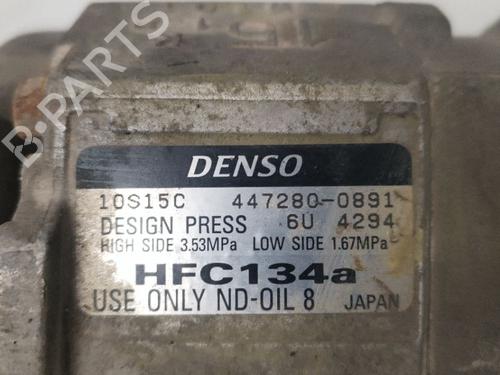 B-PARTS
DENSO
10S15C 447280-0891
DESIGN PRESS 6U 4294
HIGH SIDE 3.53MPa LOW SIDE 1.67MPa
HFC134a
USE ONLY ND-OIL 8 JAPAN